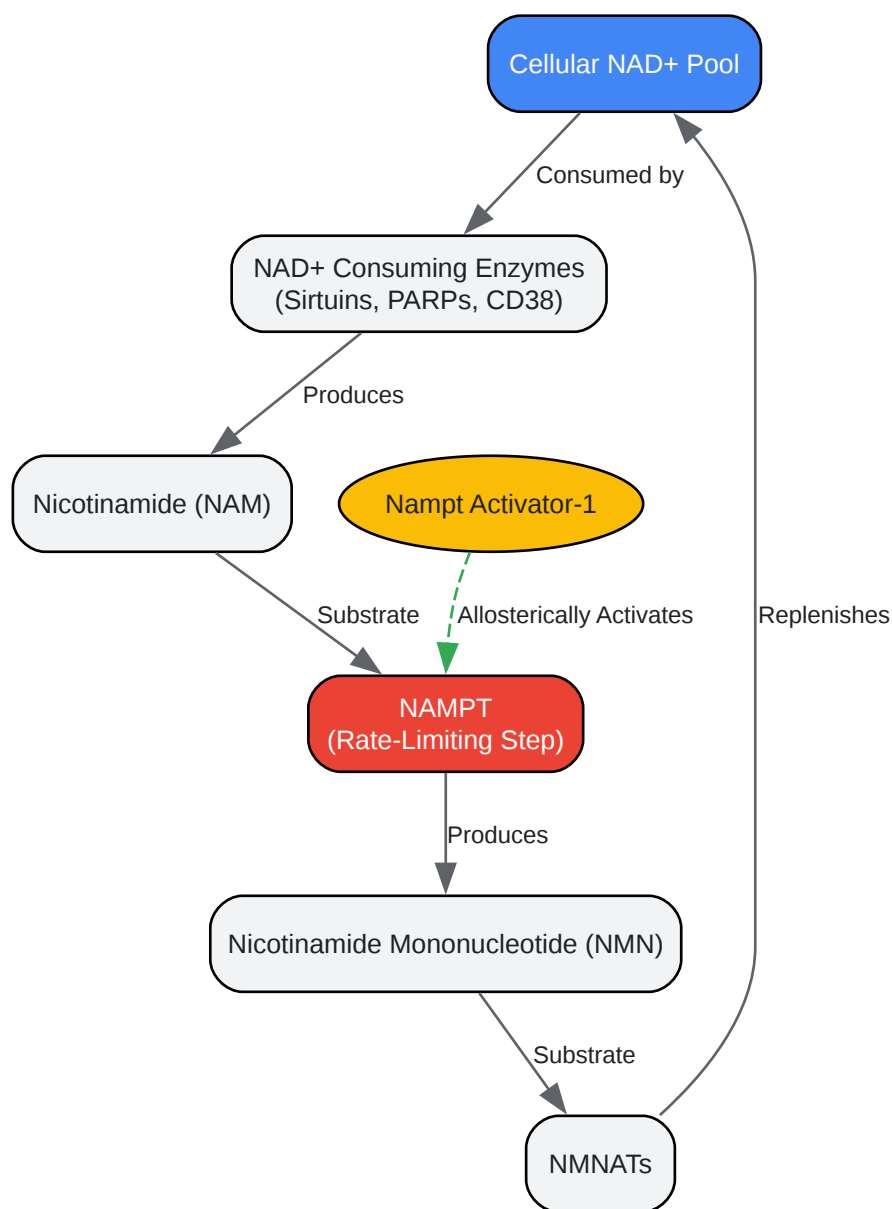 Cellular NAD+ Pool
Consumed by
NAD+ Consuming Enzymes
(Sirtuins, PARPs, CD38)
Produces
Nicotinamide (NAM)
Nampt Activator-1
Substrate
Allosterically Activates
Replenishes
NAMPT
(Rate-Limiting Step)
Produces
Nicotinamide Mononucleotide (NMN)
Substrate
NMNATs